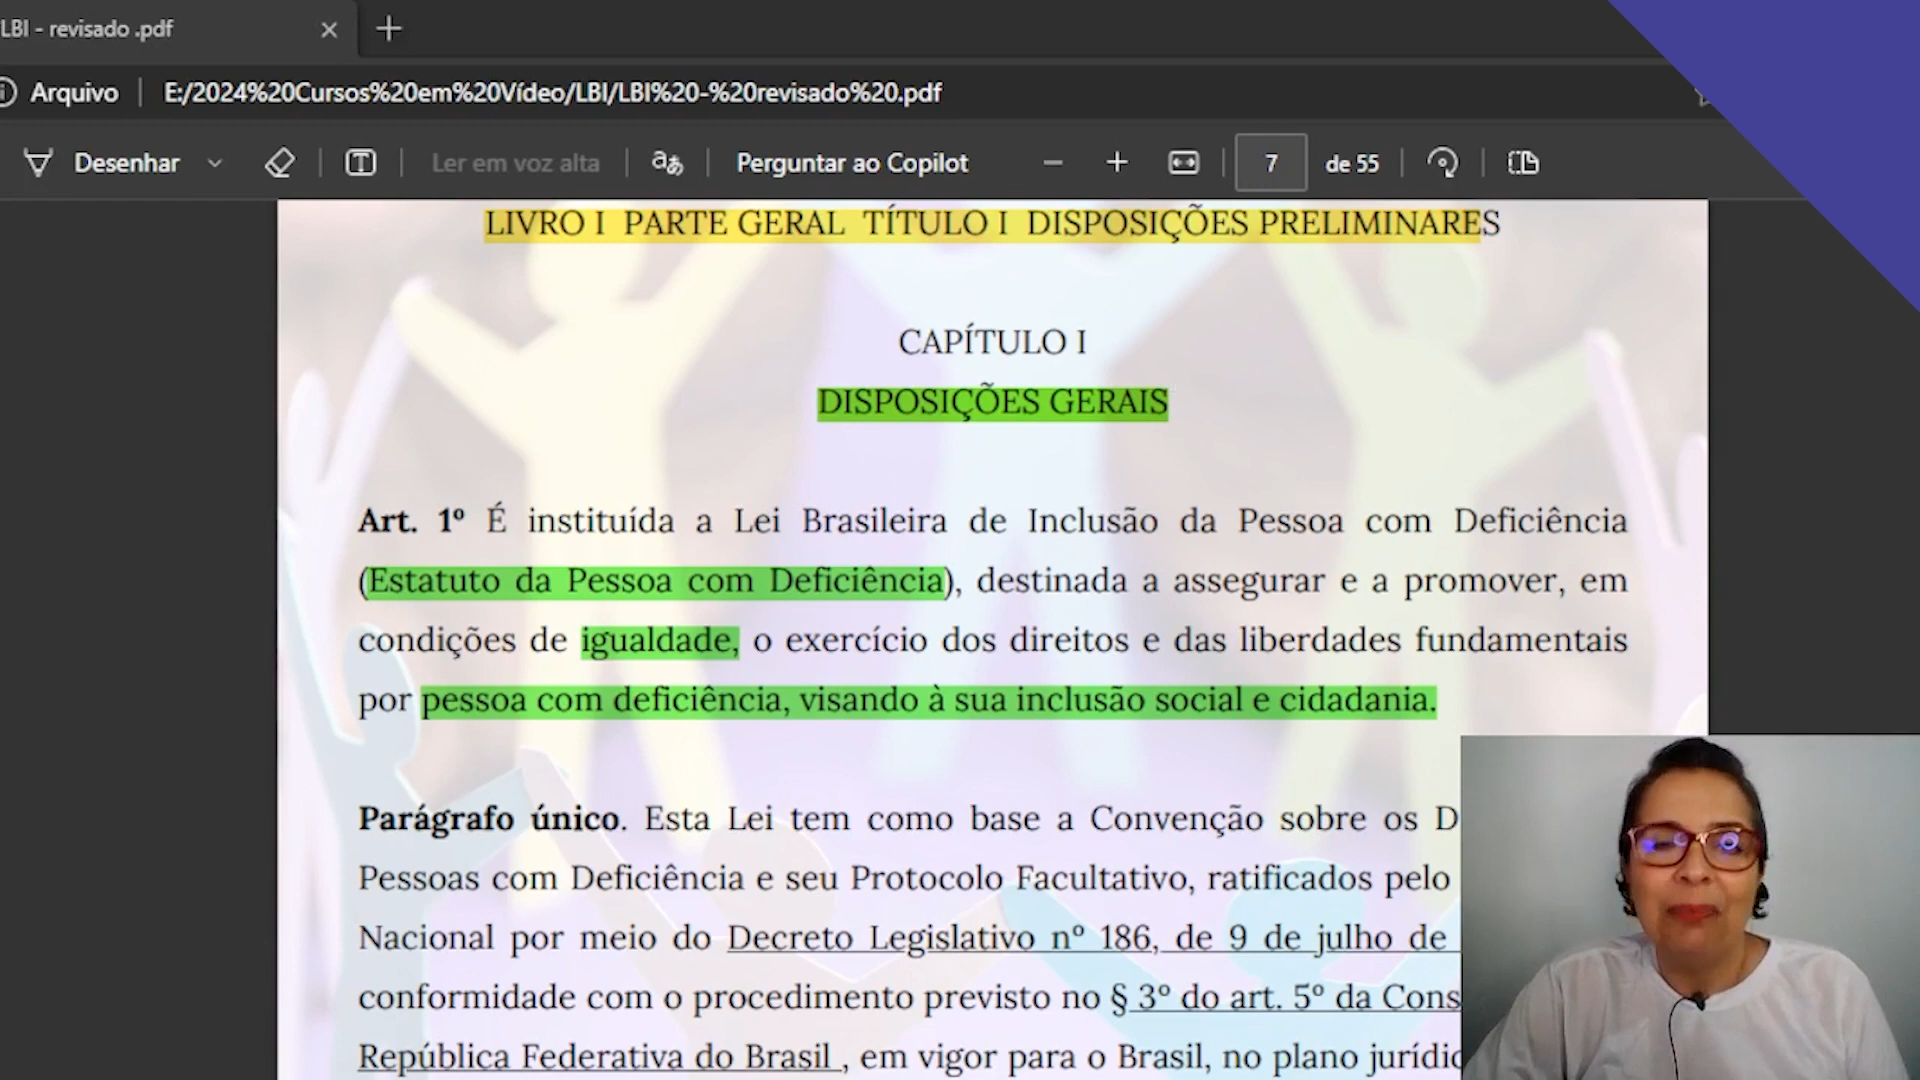 LBI - revisado .pdf
Arquivo E:/2024%20Cursos%20em%20Vídeo/LBI/LBI%20-%20revisado%20.pdf
Desenhar Ler em voz alta aあ Perguntar ao Copilot 7 de 55
LIVRO I PARTE GERAL TÍTULO I DISPOSIÇÕES PRELIMINARES
CAPÍTULO I
DISPOSIÇÕES GERAIS
Art. 1º É instituída a Lei Brasileira de Inclusão da Pessoa com Deficiência
(Estatuto da Pessoa com Deficiência), destinada a assegurar e a promover, em
condições de igualdade, o exercício dos direitos e das liberdades fundamentais
por pessoa com deficiência, visando à sua inclusão social e cidadania.
Parágrafo único. Esta Lei tem como base a Convenção sobre os D
Pessoas com Deficiência e seu Protocolo Facultativo, ratificados pelo
Nacional por meio do Decreto Legislativo nº 186, de 9 de julho de
conformidade com o procedimento previsto no § 3º do art. 5º da Cons
República Federativa do Brasil , em vigor para o Brasil, no plano jurídic